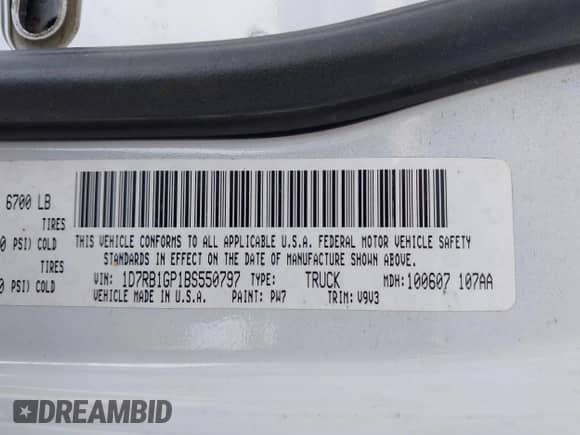 6700 LB
TIRES
0 PSI) COLD
TIRES
0 PSI) COLD
THIS VEHICLE CONFORMS TO ALL APPLICABLE U.S.A. FEDERAL MOTOR VEHICLE SAFETY
STANDARDS IN EFFECT ON THE DATE OF MANUFACTURE SHOWN ABOVE.
VIN: 1D7RB1GP1BS550797 TYPE: TRUCK MDH: 100607 107AA
VEHICLE MADE IN U.S.A. PAINT: PW7 TRIM: V9V3
DREAMBID